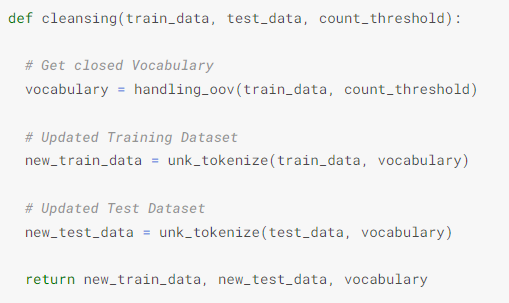 def cleansing(train_data, test_data, count_threshold):
  # Get closed Vocabulary
  vocabulary = handling_oov(train_data, count_threshold)
  # Updated Training Dataset
  new_train_data = unk_tokenize(train_data, vocabulary)
  # Updated Test Dataset
  new_test_data = unk_tokenize(test_data, vocabulary)
  return new_train_data, new_test_data, vocabulary